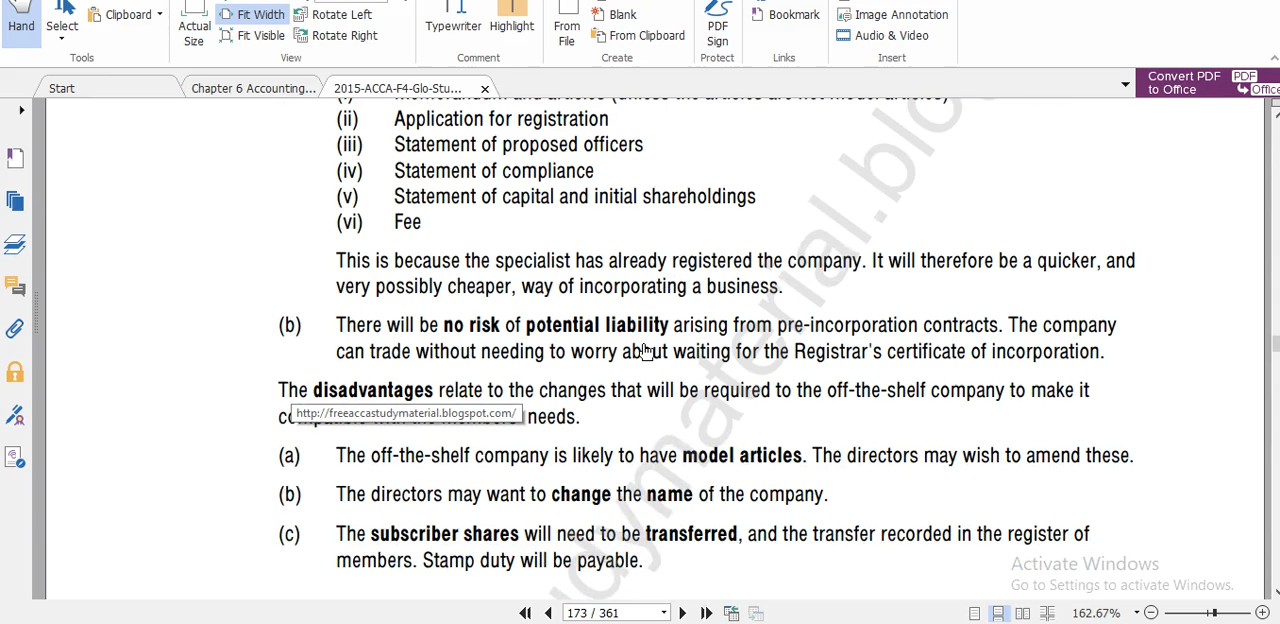 Hand
Select
Clipboard
Actual Size
Fit Width
Fit Visible
Rotate Left
Rotate Right
Typewriter
Highlight
From File
Blank
From Clipboard
PDF Sign
Bookmark
Image Annotation
Audio & Video
Tools
View
Comment
Create
Protect
Links
Insert
Start
Chapter 6 Accounting...
2015-ACCA-F4-Glo-Stu...
Convert PDF to Office
PDF
Office
(ii) Application for registration
(iii) Statement of proposed officers
(iv) Statement of compliance
(v) Statement of capital and initial shareholdings
(vi) Fee
This is because the specialist has already registered the company. It will therefore be a quicker, and
very possibly cheaper, way of incorporating a business.
(b) There will be no risk of potential liability arising from pre-incorporation contracts. The company
can trade without needing to worry about waiting for the Registrar's certificate of incorporation.
The disadvantages relate to the changes that will be required to the off-the-shelf company to make it
http://freeaccastudymaterial.blogspot.com/
needs.
(a) The off-the-shelf company is likely to have model articles. The directors may wish to amend these.
(b) The directors may want to change the name of the company.
(c) The subscriber shares will need to be transferred, and the transfer recorded in the register of
members. Stamp duty will be payable.
udymaterial.blo
Activate Windows
Go to Settings to activate Windows.
173 / 361
162.67%